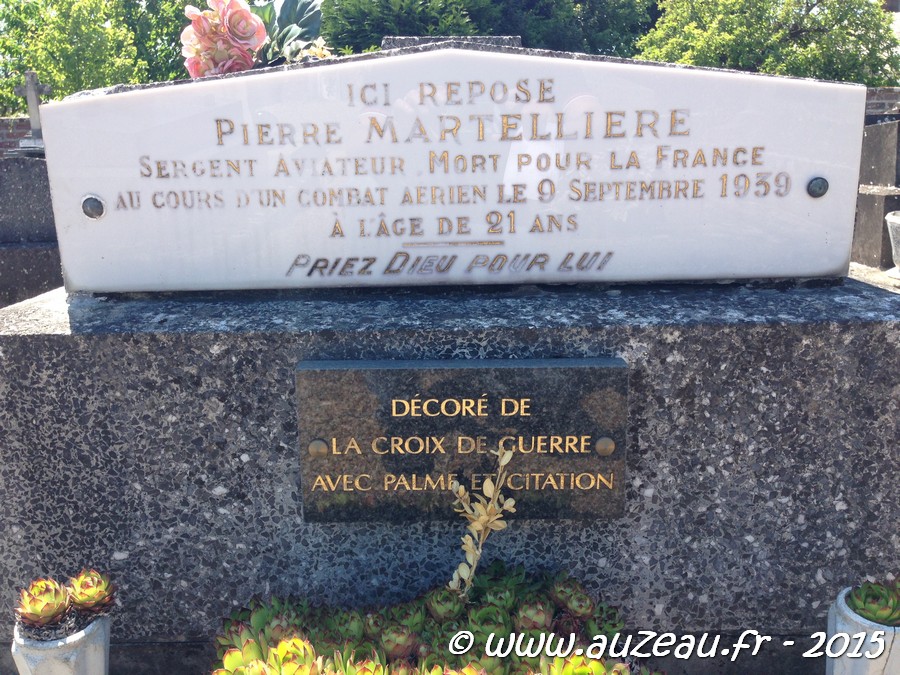 ICI REPOSE
PIERRE MARTELLIERE
SERGENT AVIATEUR MORT POUR LA FRANCE
AU COURS D'UN COMBAT AERIEN LE 9 SEPTEMBRE 1939
À L'ÂGE DE 21 ANS
PRIEZ DIEU POUR LUI
DÉCORÉ DE
LA CROIX DE GUERRE
AVEC PALME ET CITATION
© www.auzeau.fr - 2015